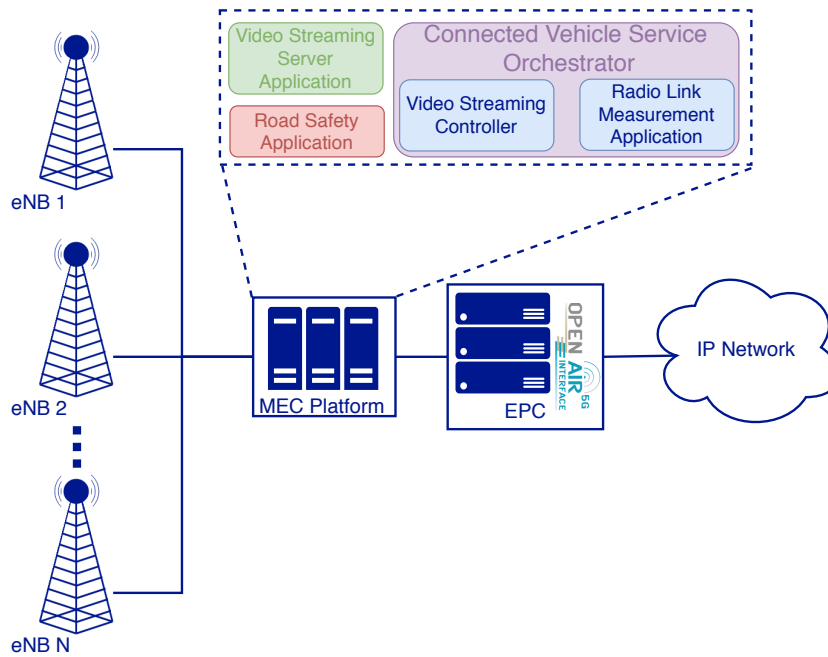 Video Streaming
Server
Application
Road Safety
Application
Connected Vehicle Service
Orchestrator
Video Streaming
Controller
Radio Link
Measurement
Application
eNB 1
eNB 2
eNB N
MEC Platform
EPC
OPEN
AIR
INTERFACE
5G
IP Network